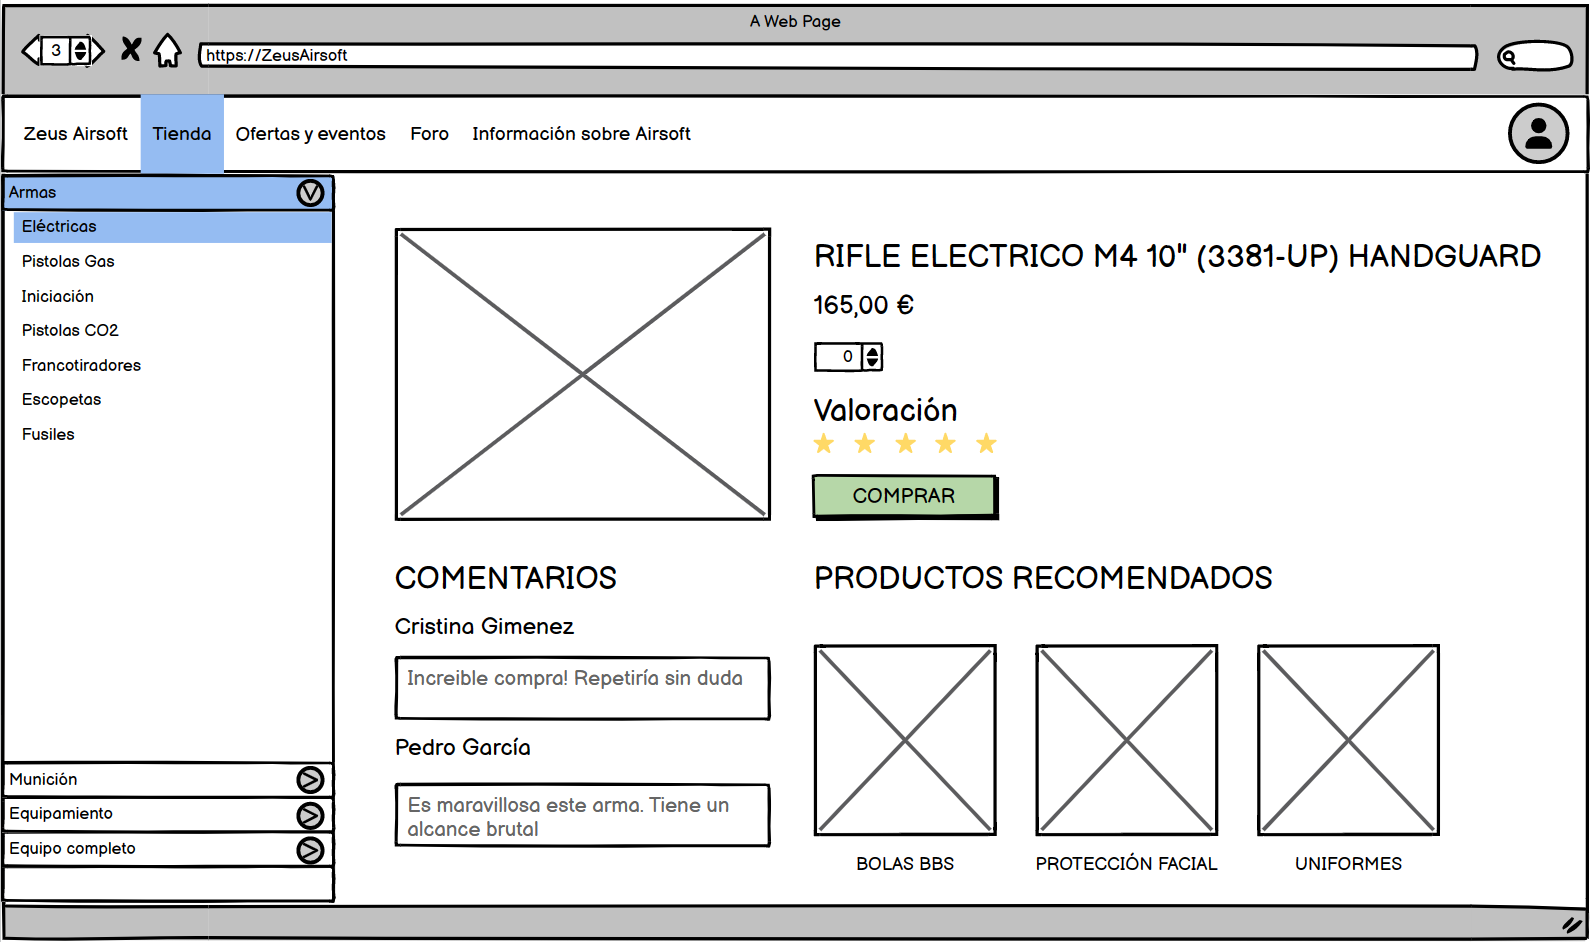 A Web Page
3
https://ZeusAirsoft
Zeus Airsoft
Tienda
Ofertas y eventos
Foro
Información sobre Airsoft
Armas
Eléctricas
Pistolas Gas
Iniciación
Pistolas CO2
Francotiradores
Escopetas
Fusiles
Munición
Equipamiento
Equipo completo
RIFLE ELECTRICO M4 10" (3381-UP) HANDGUARD
165,00 €
0
Valoración
COMPRAR
COMENTARIOS
Cristina Gimenez
Increible compra! Repetiría sin duda
Pedro García
Es maravillosa este arma. Tiene un
alcance brutal
PRODUCTOS RECOMENDADOS
BOLAS BBS
PROTECCIÓN FACIAL
UNIFORMES